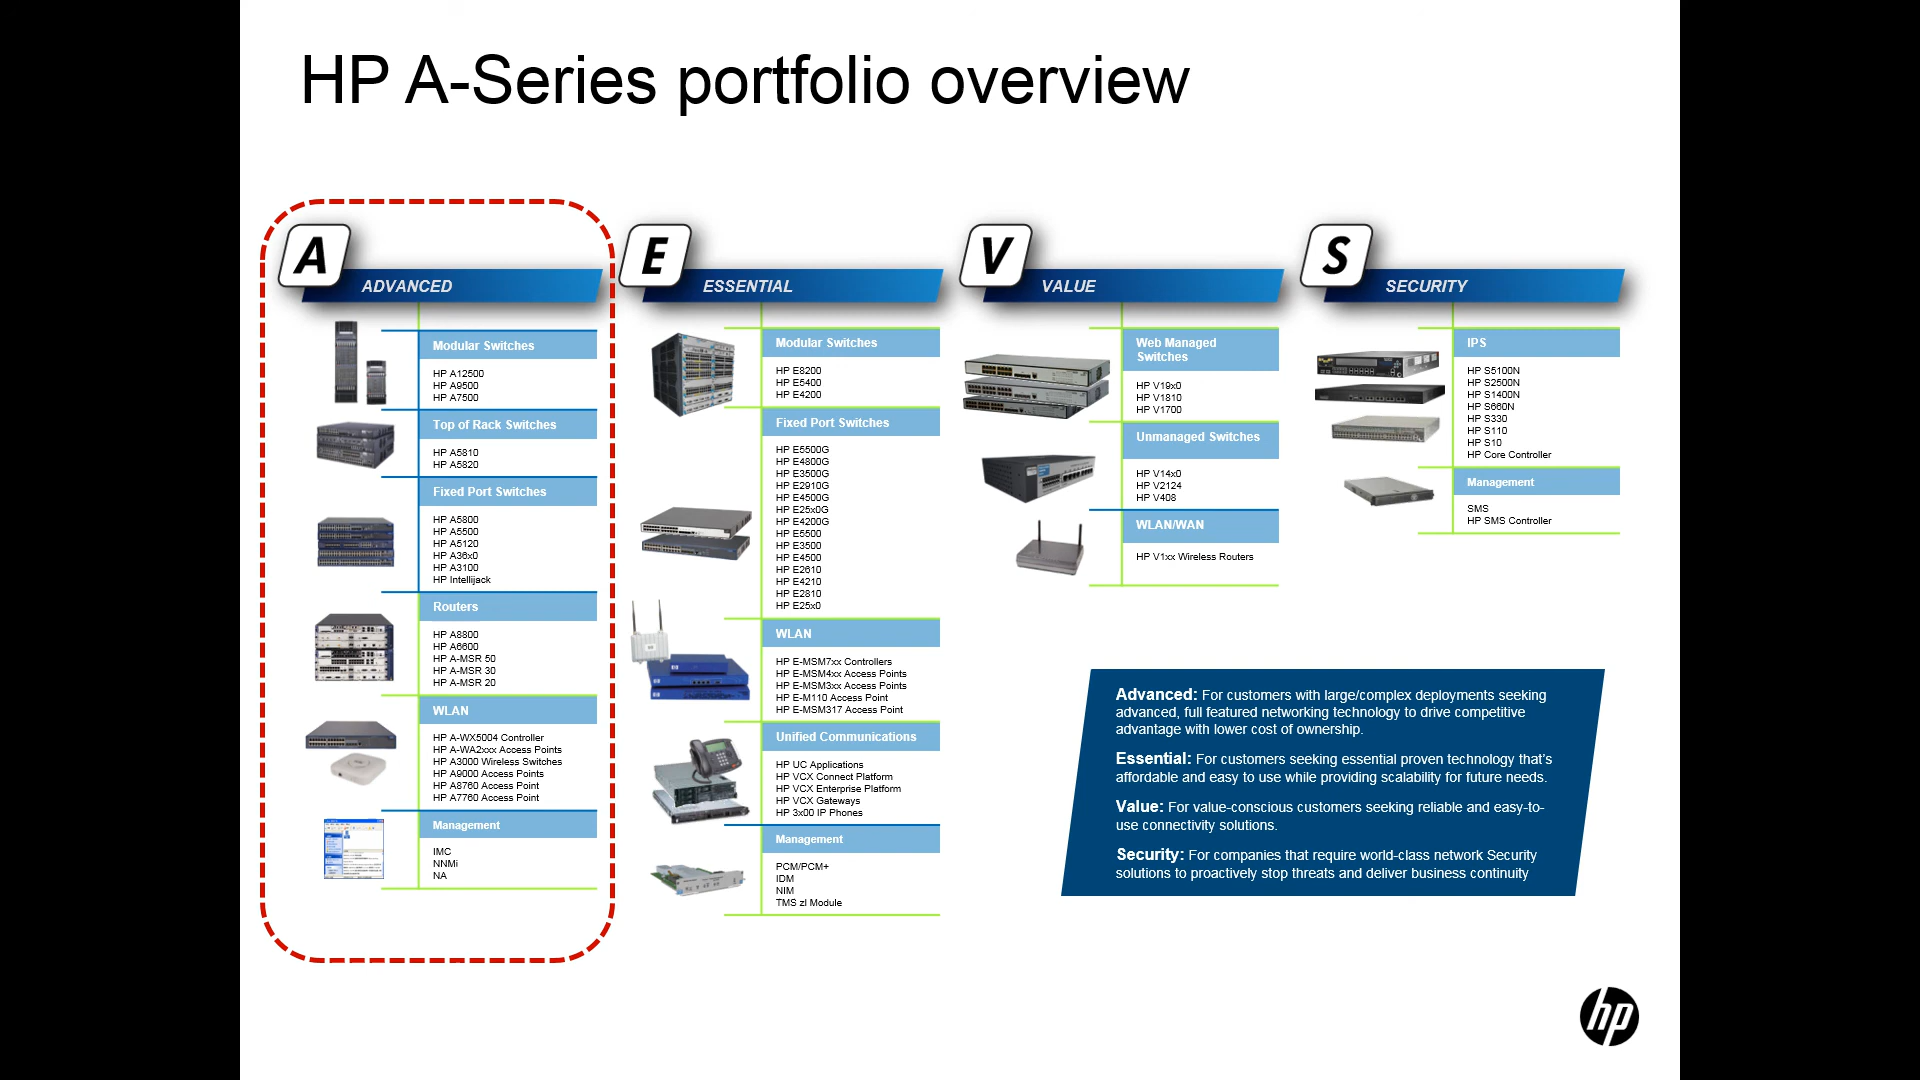 HP A-Series portfolio overview
A
ADVANCED
Modular Switches
HP A12500
HP A9500
HP A7500
Top of Rack Switches
HP A5810
HP A5820
Fixed Port Switches
HP A5800
HP A5500
HP A5120
HP A36x0
HP A3100
HP Intellijack
Routers
HP A8800
HP A6600
HP A-MSR 50
HP A-MSR 30
HP A-MSR 20
WLAN
HP A-WX5004 Controller
HP A-WA2xxx Access Points
HP A3000 Wireless Switches
HP A9000 Access Points
HP A8760 Access Point
HP A7760 Access Point
Management
IMC
NNMi
NA
E
ESSENTIAL
Modular Switches
HP E8200
HP E5400
HP E4200
Fixed Port Switches
HP E5500G
HP E4800G
HP E3500G
HP E2910G
HP E4500G
HP E25x0G
HP E4200G
HP E5500
HP E3500
HP E4500
HP E2610
HP E4210
HP E2810
HP E25x0
WLAN
HP E-MSM7xx Controllers
HP E-MSM4xx Access Points
HP E-MSM3xx Access Points
HP E-M110 Access Point
HP E-MSM317 Access Point
Unified Communications
HP UC Applications
HP VCX Connect Platform
HP VCX Enterprise Platform
HP VCX Gateways
HP 3x00 IP Phones
Management
PCM/PCM+
IDM
NIM
TMS zl Module
V
VALUE
Web Managed
Switches
HP V19x0
HP V1810
HP V1700
Unmanaged Switches
HP V14x0
HP V2124
HP V408
WLAN/WAN
HP V1xx Wireless Routers
S
SECURITY
IPS
HP S5100N
HP S2500N
HP S1400N
HP S660N
HP S330
HP S110
HP S10
HP Core Controller
Management
SMS
HP SMS Controller
Advanced: For customers with large/complex deployments seeking
advanced, full featured networking technology to drive competitive
advantage with lower cost of ownership.
Essential: For customers seeking essential proven technology that's
affordable and easy to use while providing scalability for future needs.
Value: For value-conscious customers seeking reliable and easy-to-
use connectivity solutions.
Security: For companies that require world-class network Security
solutions to proactively stop threats and deliver business continuity
hp